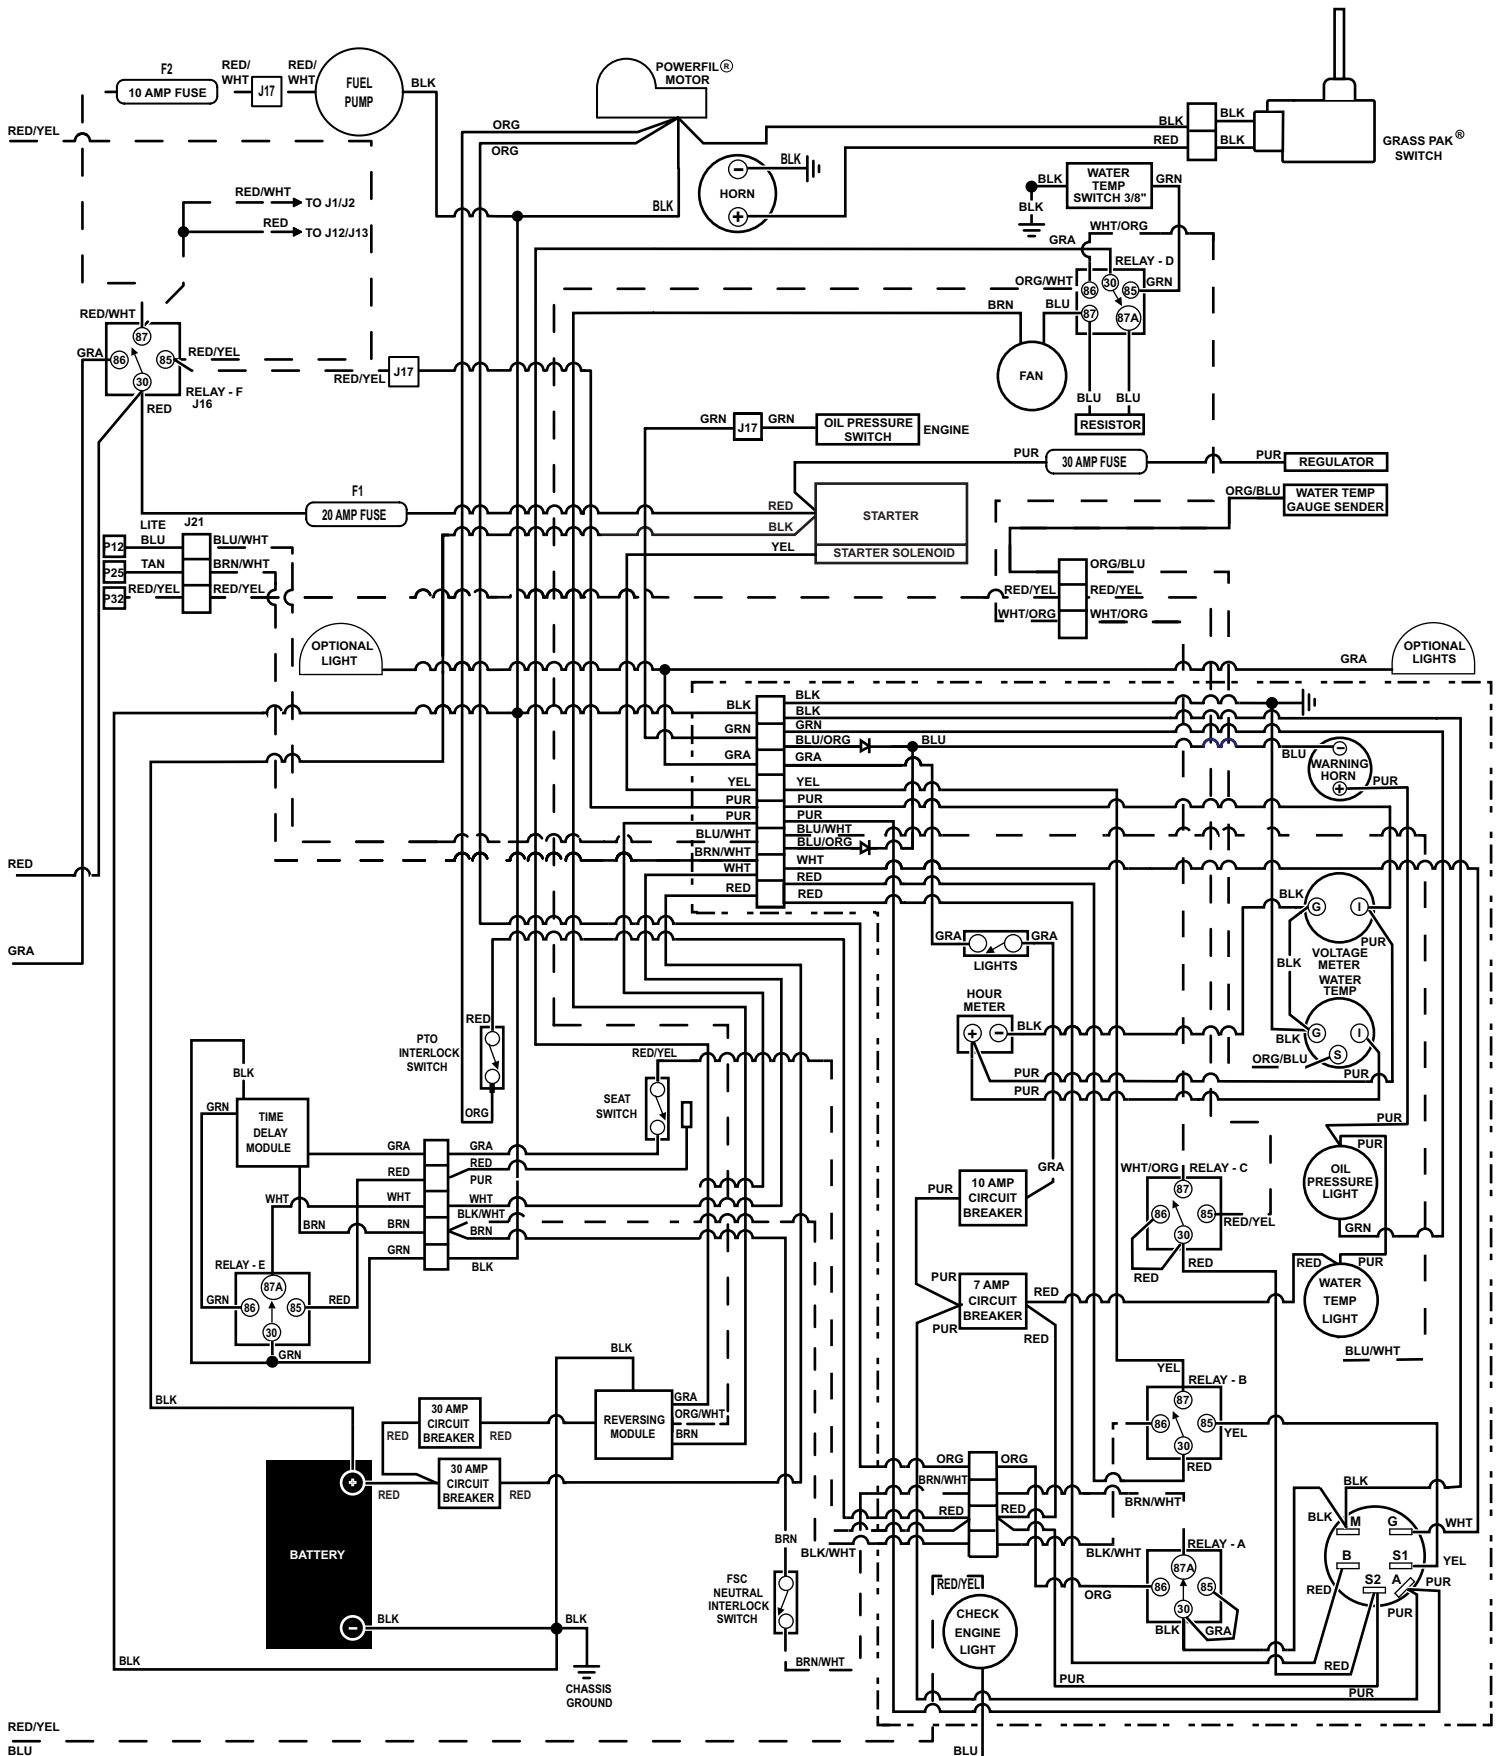 F2
10 AMP FUSE
RED/
WHT
J17
RED/
WHT
FUEL
PUMP
BLK
POWERFIL®
MOTOR
ORG
ORG
BLK
HORN
BLK
BLK
RED
BLK
BLK
GRASS PAK®
SWITCH
RED/YEL
RED/WHT
TO J1/J2
RED
TO J12/J13
BLK
WATER
TEMP
SWITCH 3/8"
GRN
BLK
WHT/ORG
GRA
RELAY - D
ORG/WHT
86
30
85
GRN
BRN
BLU
87
87A
FAN
BLU
BLU
RESISTOR
RED/WHT
87
GRA
86
85
RED/YEL
30
RELAY - F
J16
RED
RED/YEL
J17
GRN
J17
GRN
OIL PRESSURE
SWITCH
ENGINE
PUR
30 AMP FUSE
PUR
REGULATOR
ORG/BLU
WATER TEMP
GAUGE SENDER
F1
20 AMP FUSE
RED
BLK
YEL
STARTER
STARTER SOLENOID
LITE
BLU
J21
P12
BLU/WHT
P25
TAN
BRN/WHT
P32
RED/YEL
RED/YEL
ORG/BLU
RED/YEL
RED/YEL
WHT/ORG
WHT/ORG
OPTIONAL
LIGHT
GRA
OPTIONAL
LIGHTS
BLK
GRN
GRA
YEL
PUR
PUR
BLU/WHT
BRN/WHT
WHT
RED
BLK
BLK
GRN
BLU/ORG
BLU
GRA
YEL
PUR
PUR
BLU/WHT
BLU/ORG
WHT
RED
RED
BLU
WARNING
HORN
PUR
RED
GRA
BLK
G
I
PUR
VOLTAGE
METER
BLK
WATER
TEMP
G
I
S
BLK
ORG/BLU
PUR
GRA
GRA
LIGHTS
HOUR
METER
BLK
PUR
PUR
RED
PTO
INTERLOCK
SWITCH
ORG
RED/YEL
SEAT
SWITCH
BLK
GRN
TIME
DELAY
MODULE
GRA
GRA
RED
RED
PUR
WHT
WHT
WHT
BLK/WHT
BRN
BRN
BRN
GRN
BLK
RELAY - E
87A
GRN
86
85
RED
30
GRN
GRA
PUR
10 AMP
CIRCUIT
BREAKER
PUR
7 AMP
CIRCUIT
BREAKER
RED
PUR
RED
WHT/ORG
RELAY - C
87
86
85
RED/YEL
30
RED
RED
PUR
PUR
OIL
PRESSURE
LIGHT
GRN
RED
PUR
WATER
TEMP
LIGHT
BLU/WHT
BLK
BLK
30 AMP
CIRCUIT
BREAKER
RED
RED
REVERSING
MODULE
GRA
ORG/WHT
BRN
30 AMP
CIRCUIT
BREAKER
RED
RED
BATTERY
BLK
BLK
BLK
CHASSIS
GROUND
YEL
RELAY - B
87
86
85
YEL
30
RED
ORG
ORG
BRN/WHT
BRN/WHT
RED
RED
BLK/WHT
BLK/WHT
BRN
FSC
NEUTRAL
INTERLOCK
SWITCH
BRN/WHT
RED/YEL
CHECK
ENGINE
LIGHT
BLU
RELAY - A
87A
86
85
30
ORG
BLK
GRA
BLK
BLK
M
G
WHT
B
S1
YEL
S2
A
RED
PUR
PUR
RED
PUR
PUR
RED/YEL
BLU